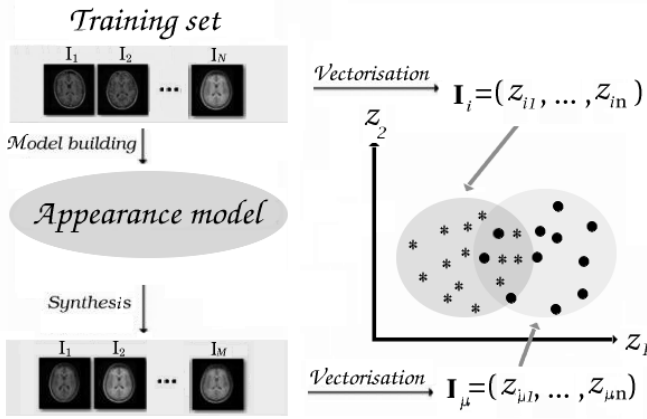 Training set
I1 I2 IN
Vectorisation
Ii=(zi1, ... , zin)
Model building
z2
Appearance model
Synthesis
z1
I1 I2 IM
Vectorisation
Iμ=(zμ1, ... , zμn)